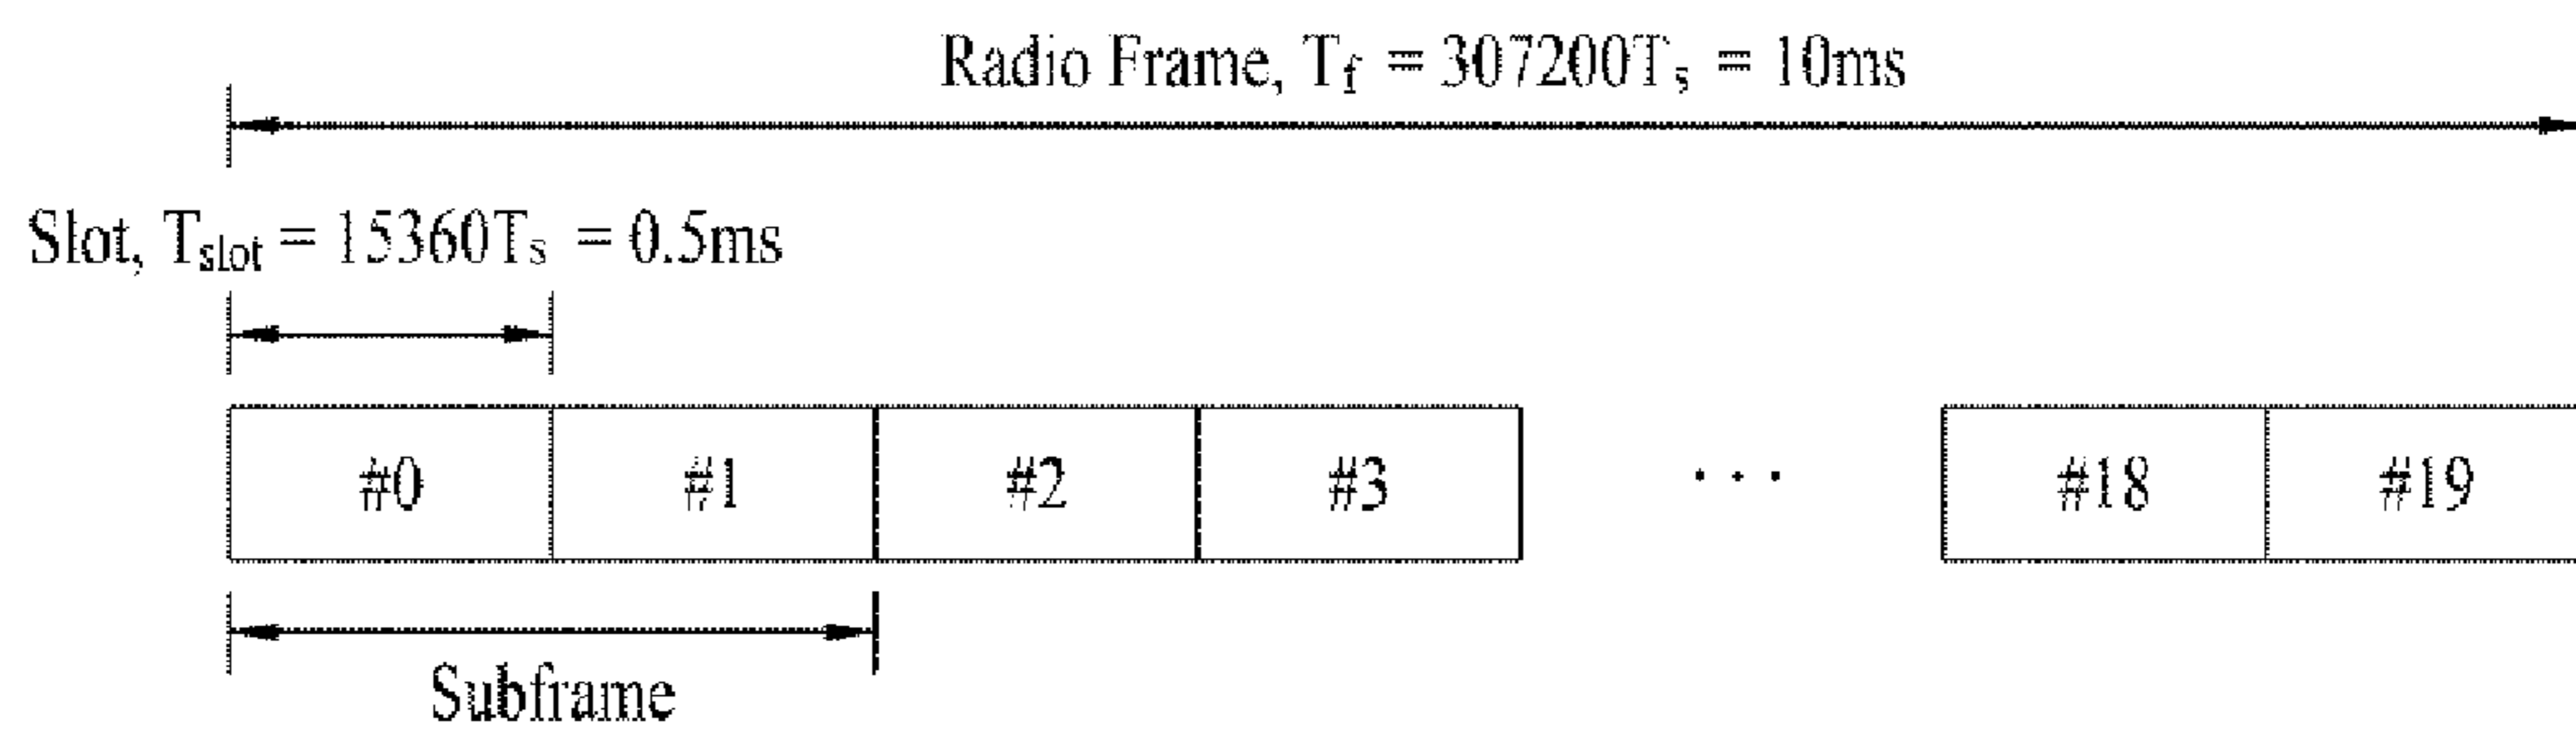 Radio Frame, Tf = 307200Ts = 10ms
Slot, Tslot = 15360Ts = 0.5ms
#0 #1 #2 #3 ... #18 #19
Subframe